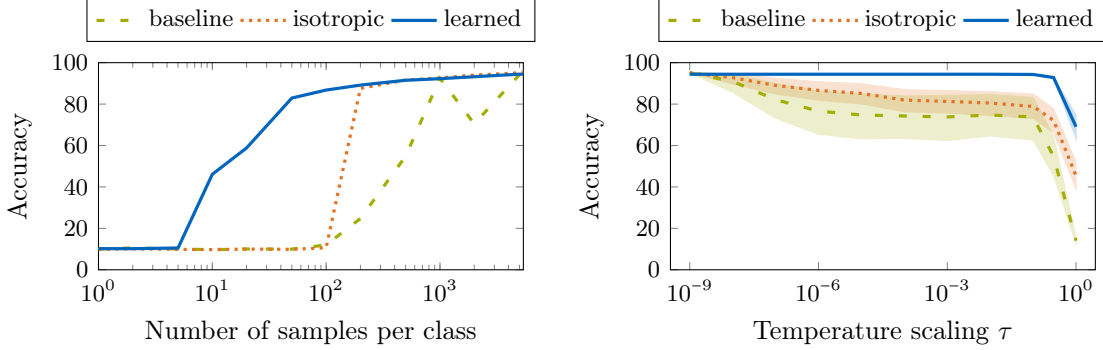 baseline isotropic learned
100
80
60
40
20
0
Accuracy
10^0 10^1 10^2 10^3
Number of samples per class
baseline isotropic learned
100
80
60
40
20
0
Accuracy
10^−9 10^−6 10^−3 10^0
Temperature scaling τ